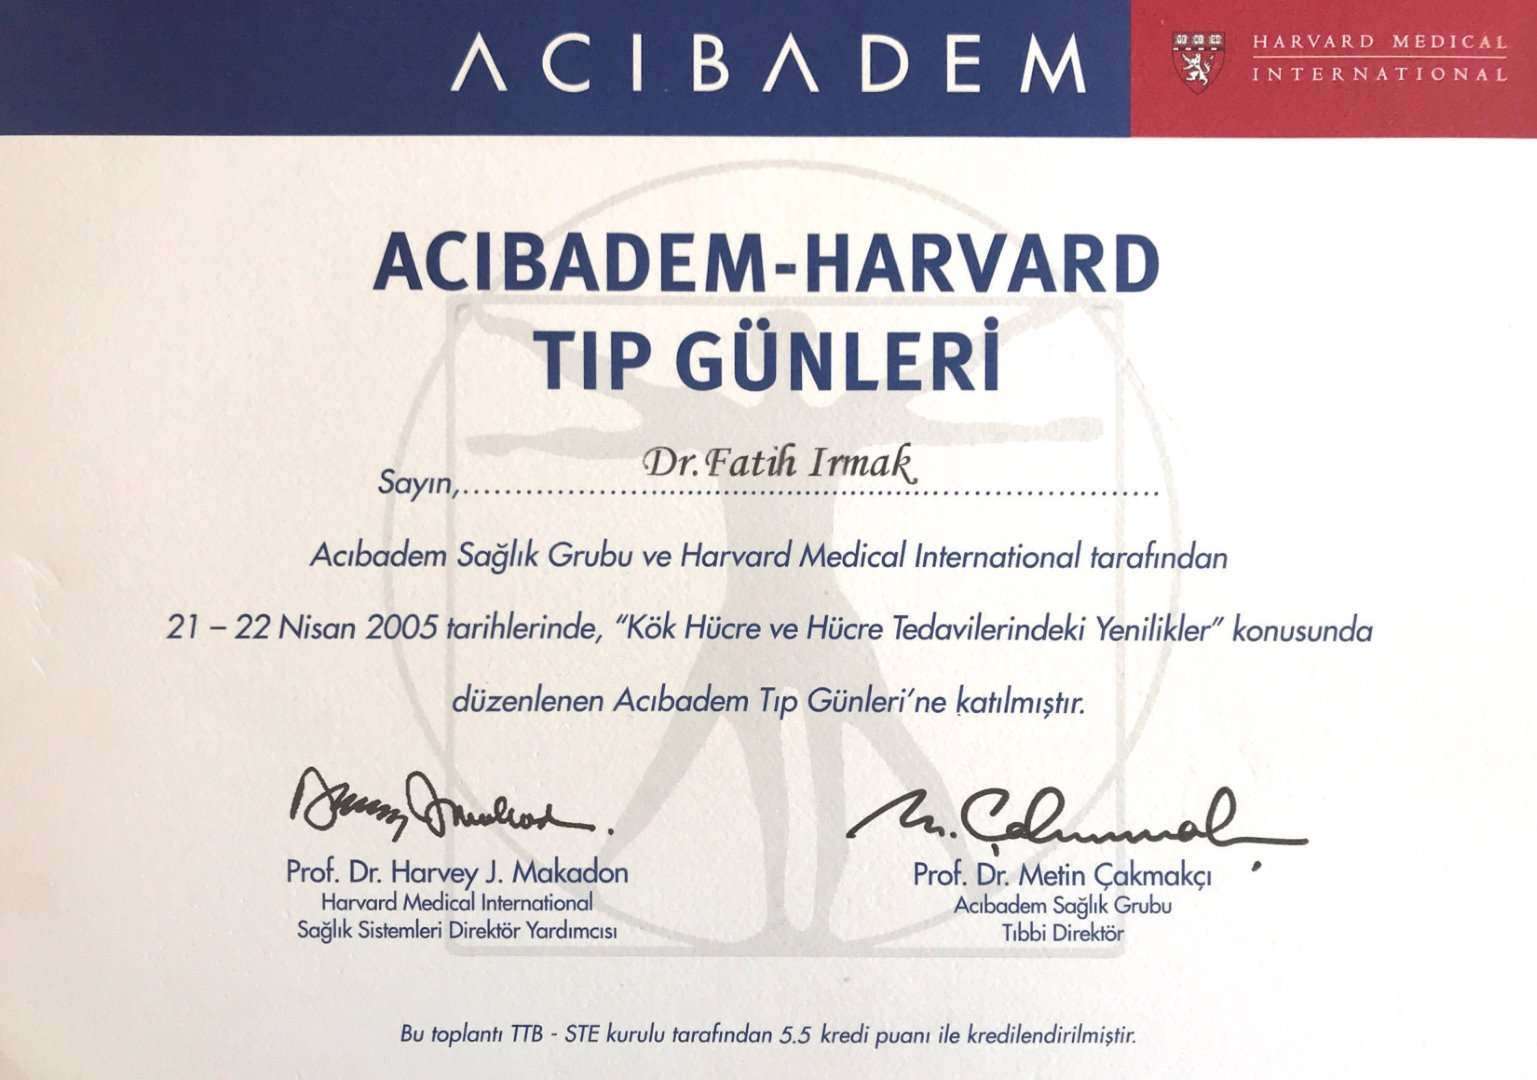 ACIBADEM
HARVARD MEDICAL
INTERNATIONAL
ACIBADEM-HARVARD
TIP GÜNLERİ
Sayın,.......... Dr. Fatih Irmak ..........
Acıbadem Sağlık Grubu ve Harvard Medical International tarafından
21 – 22 Nisan 2005 tarihlerinde, “Kök Hücre ve Hücre Tedavilerindeki Yenilikler” konusunda
düzenlenen Acıbadem Tıp Günleri’ne katılmıştır.
M. Çakmakçı
Prof. Dr. Harvey J. Makadon
Harvard Medical International
Sağlık Sistemleri Direktör Yardımcısı
Prof. Dr. Metin Çakmakçı
Acıbadem Sağlık Grubu
Tıbbi Direktör
Bu toplantı TTB - STE kurulu tarafından 5.5 kredi puanı ile kredilendirilmiştir.